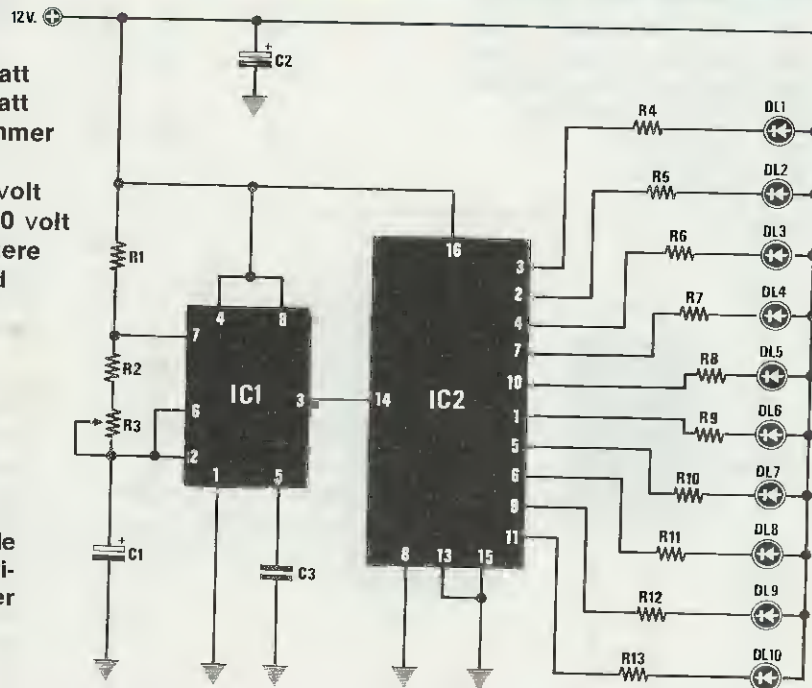 12V.
C2
att
att
nmer
volt
0 volt
ere
d
R4
DL1
R5
DL2
R6
DL3
R7
DL4
R8
DL5
R9
DL6
R10
DL7
R11
DL8
R12
DL9
R13
DL10
R1
R2
R3
C1
C3
4
8
7
6
2
IC1
3
1
5
16
14
IC2
3
2
4
7
10
1
5
6
9
11
8
13
15
le
i-
er